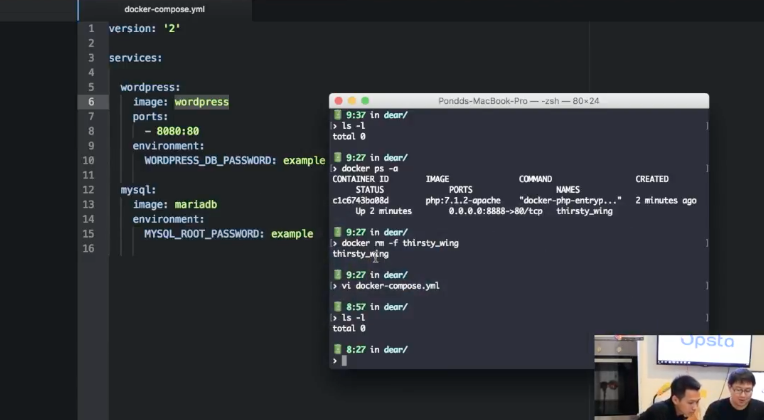 docker-compose.yml
1 version: '2'
2
3 services:
4
5 wordpress:
6 image: wordpress
7 ports:
8 - 8080:80
9 environment:
10 WORDPRESS_DB_PASSWORD: example
11
12 mysql:
13 image: mariadb
14 environment:
15 MYSQL_ROOT_PASSWORD: example
16
Pondds-MacBook-Pro — -zsh — 80×24
9:37 in dear/
› ls -l
total 0
9:27 in dear/
› docker ps -a
CONTAINER ID IMAGE COMMAND CREATED
STATUS PORTS NAMES
c1c6743ba08d php:7.1.2-apache "docker-php-entryp..." 2 minutes ago
Up 2 minutes 0.0.0.0:8888->80/tcp thirsty_wing
9:27 in dear/
› docker rm -f thirsty_wing
thirsty_wing
9:27 in dear/
› vi docker-compose.yml
8:57 in dear/
› ls -l
total 0
8:27 in dear/
›
Upsta